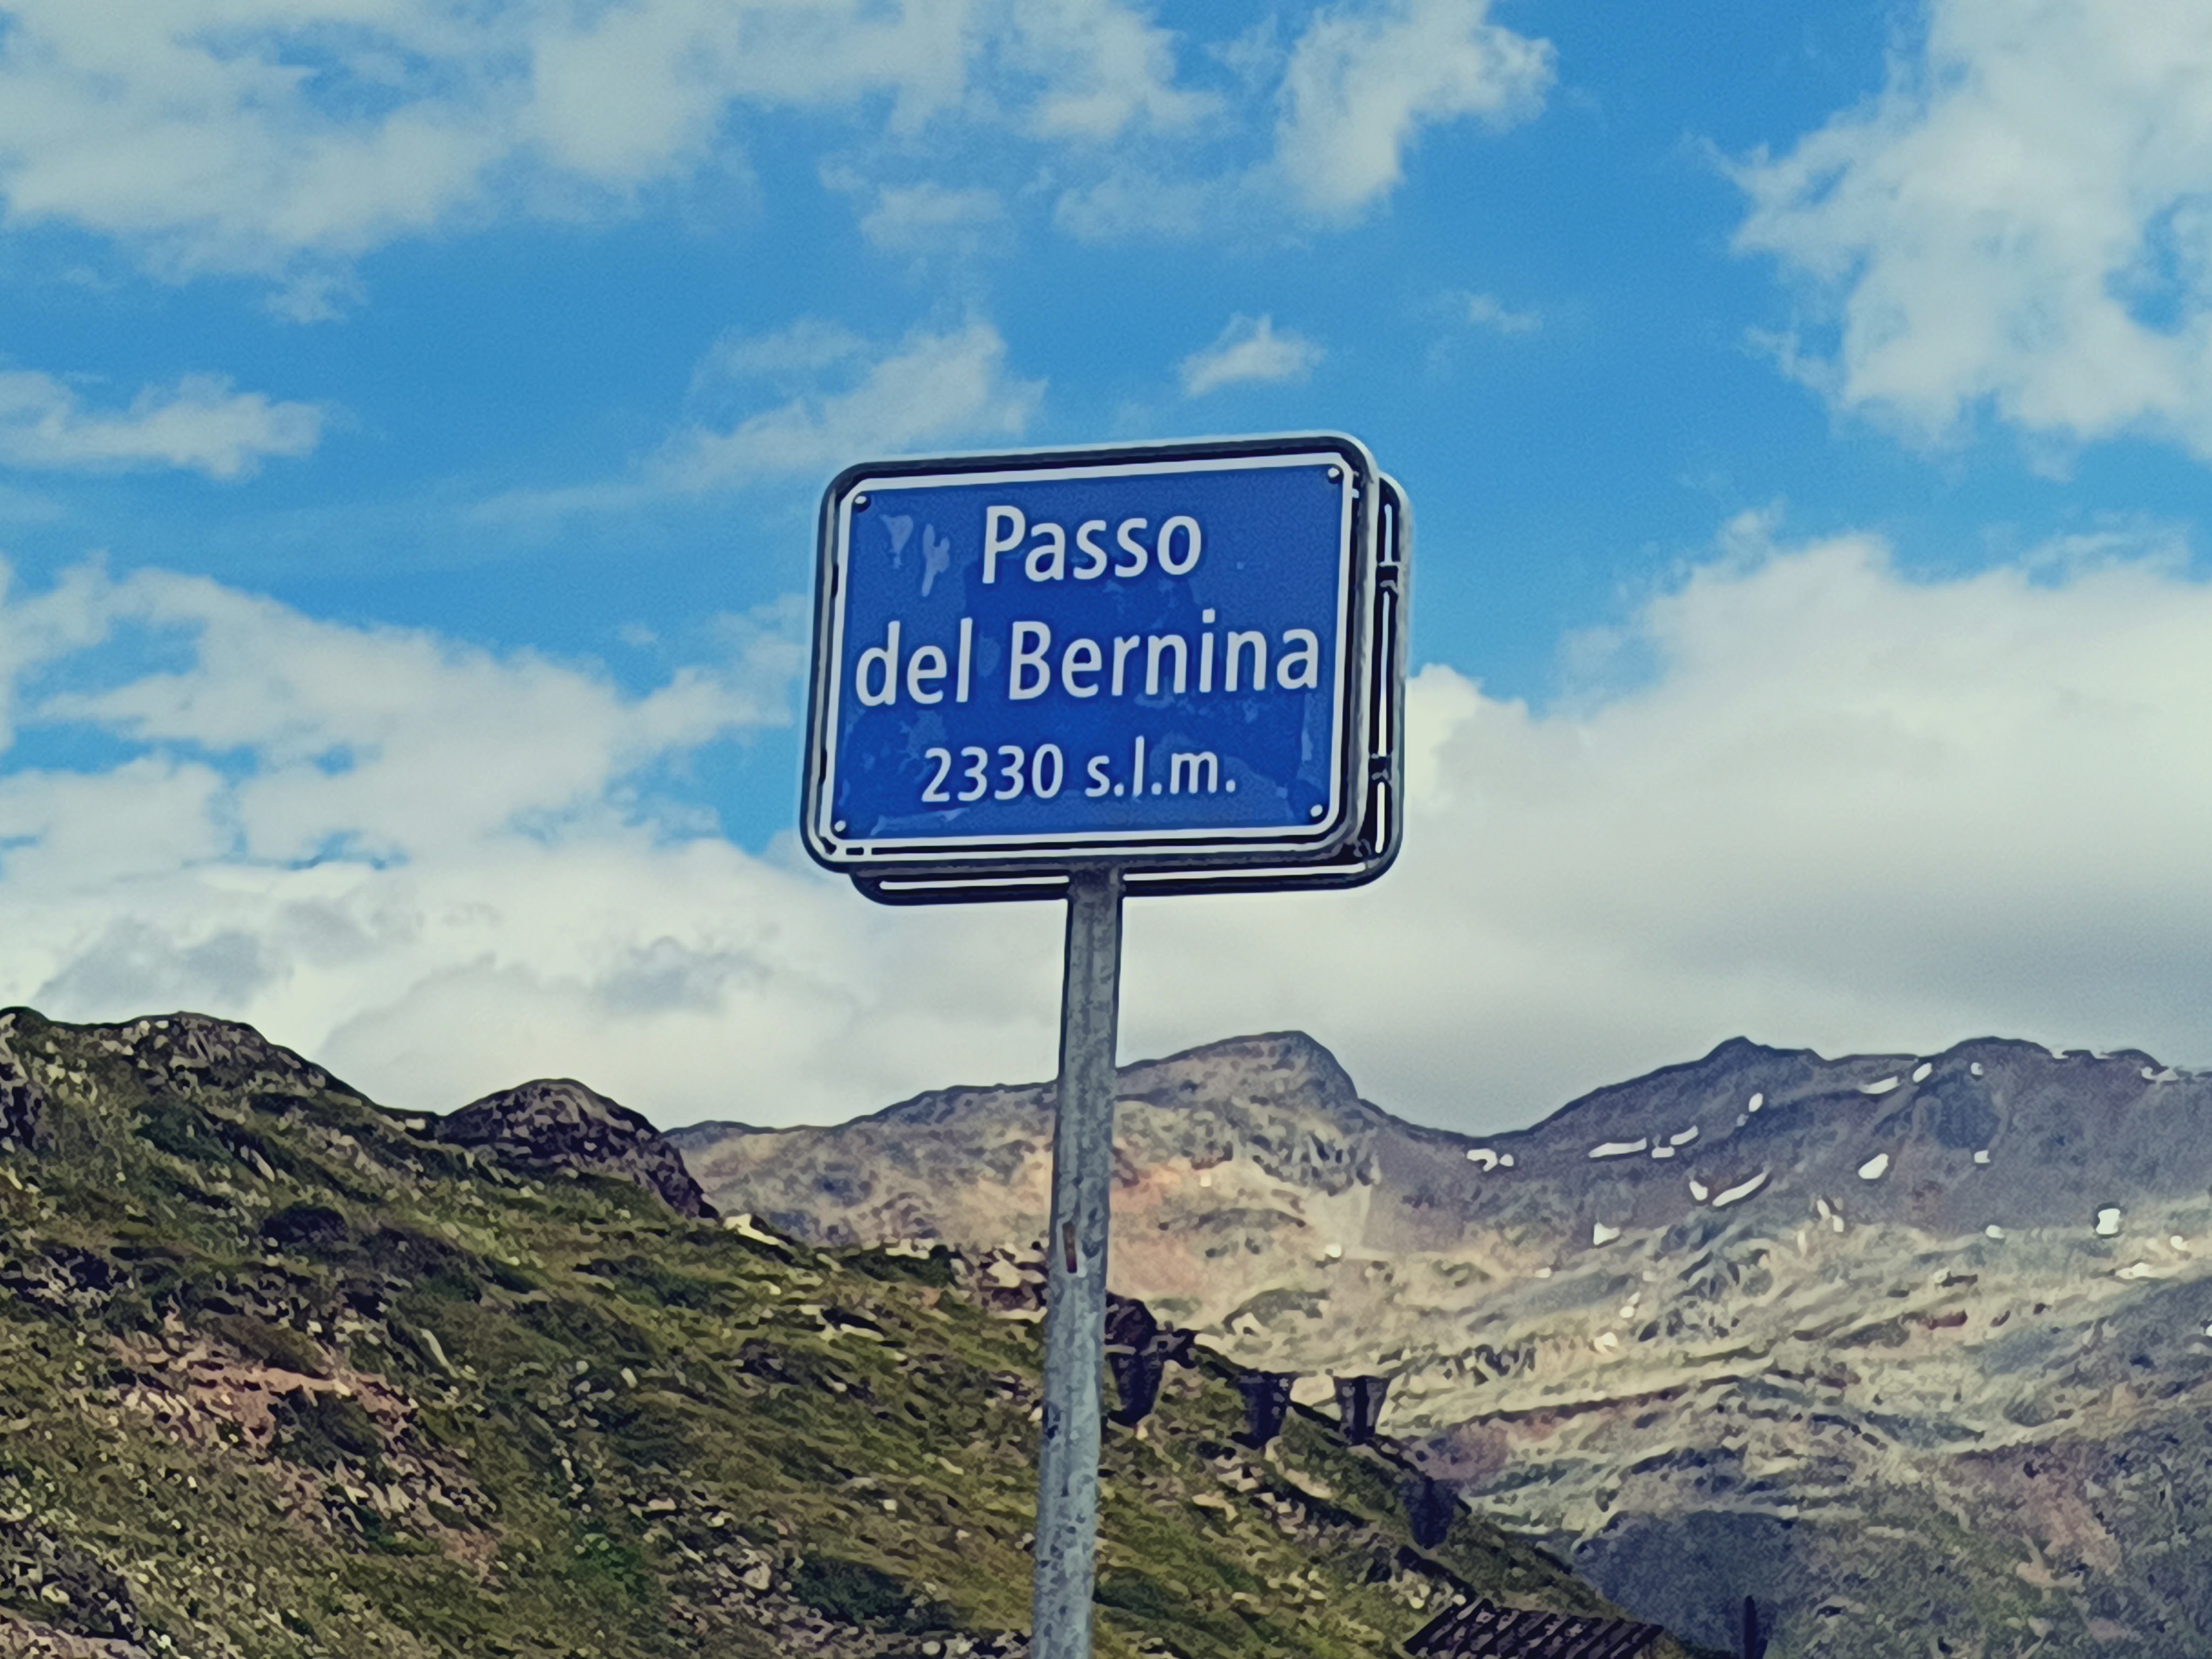 Passo
del Bernina
2330 s.l.m.